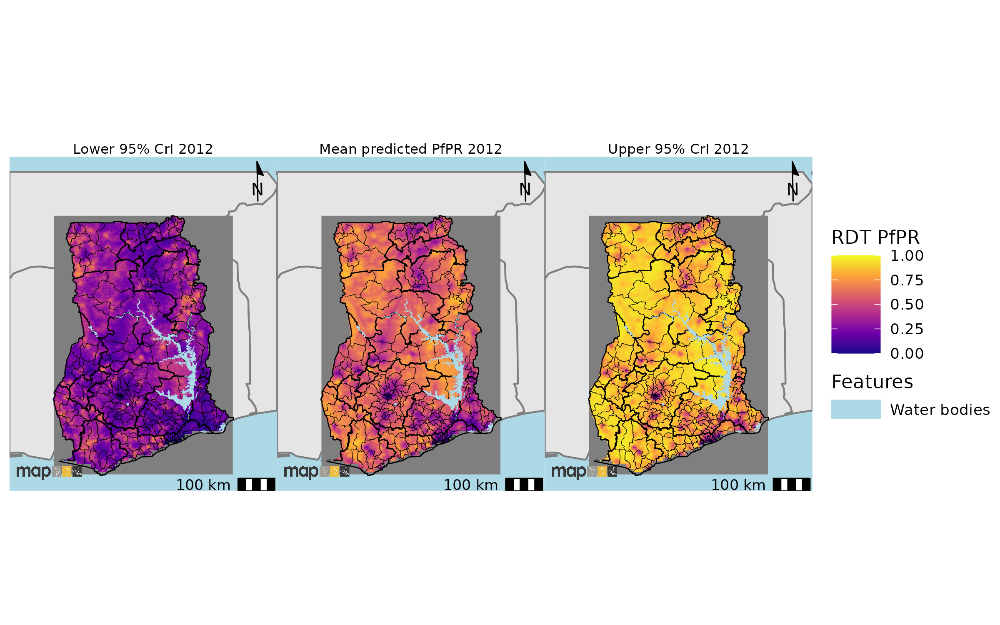 Lower 95% CrI 2012
Mean predicted PfPR 2012
Upper 95% CrI 2012
N
N
N
RDT PfPR
1.00
0.75
0.50
0.25
0.00
Features
Water bodies
map
map
map
100 km
100 km
100 km